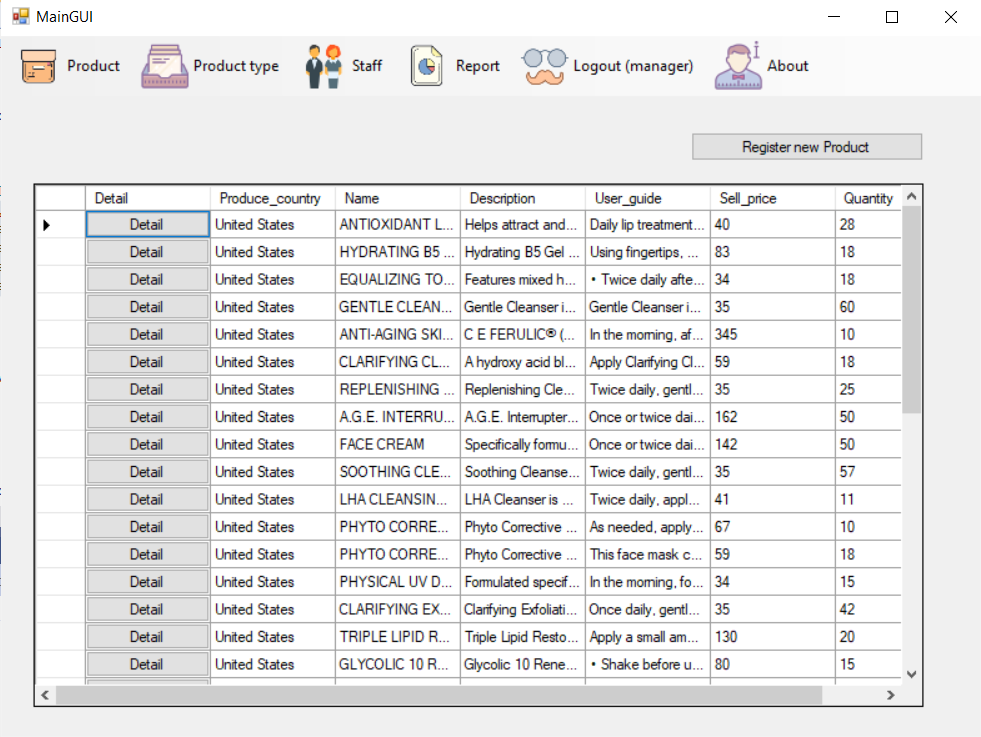 MainGUI
Product Product type Staff Report Logout (manager) About
Register new Product
Detail Produce_country Name Description User_guide Sell_price Quantity
Detail United States ANTIOXIDANT L... Helps attract and... Daily lip treatment... 40 28
Detail United States HYDRATING B5 ... Hydrating B5 Gel ... Using fingertips, ... 83 18
Detail United States EQUALIZING TO... Features mixed h... • Twice daily afte... 34 18
Detail United States GENTLE CLEAN... Gentle Cleanser i... Gentle Cleanser i... 35 60
Detail United States ANTI-AGING SKI... C E FERULIC® (... In the morning, af... 345 10
Detail United States CLARIFYING CL... A hydroxy acid bl... Apply Clarifying Cl... 59 18
Detail United States REPLENISHING ... Replenishing Cle... Twice daily, gentl... 35 25
Detail United States A.G.E. INTERRU... A.G.E. Interrupter... Once or twice dai... 162 50
Detail United States FACE CREAM Specifically formu... Once or twice dai... 142 50
Detail United States SOOTHING CLE... Soothing Cleanse... Twice daily, gentl... 35 57
Detail United States LHA CLEANSIN... LHA Cleanser is ... Twice daily, appl... 41 11
Detail United States PHYTO CORRE... Phyto Corrective ... As needed, apply... 67 10
Detail United States PHYTO CORRE... Phyto Corrective ... This face mask c... 59 18
Detail United States PHYSICAL UV D... Formulated specif... In the morning, fo... 34 15
Detail United States CLARIFYING EX... Clarifying Exfoliati... Once daily, gentl... 35 42
Detail United States TRIPLE LIPID R... Triple Lipid Resto... Apply a small am... 130 20
Detail United States GLYCOLIC 10 R... Glycolic 10 Rene... • Shake before u... 80 15